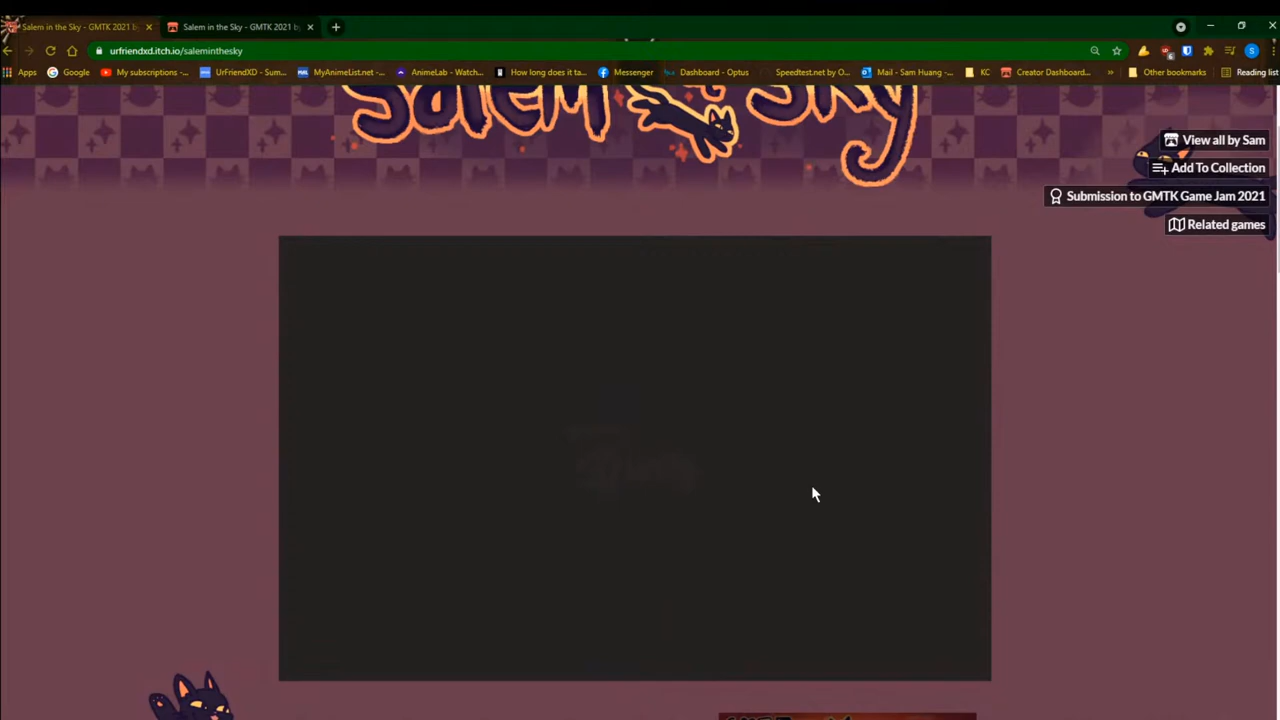 Salem in the Sky - GMTK 2021 b
Salem in the Sky - GMTK 2021 b
urfriendxd.itch.io/saleminthesky
Apps
Google
My subscriptions -...
UrFriendXD - Sum...
MyAnimeList.net -...
AnimeLab - Watch...
How long does it ta...
Messenger
Dashboard - Optus
Speedtest.net by O...
Mail - Sam Huang -...
KC
Creator Dashboard...
»
Other bookmarks
Reading list
Salem
Sky
View all by Sam
Add To Collection
Submission to GMTK Game Jam 2021
Related games